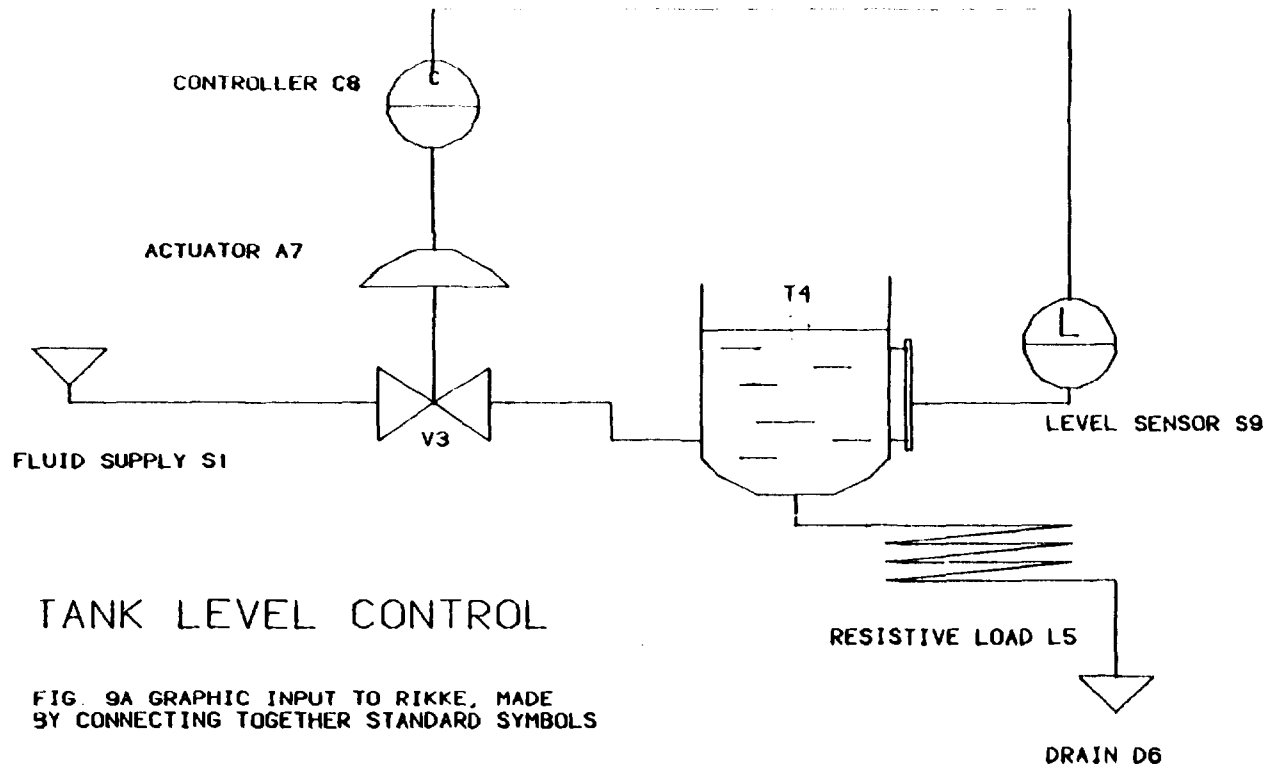 CONTROLLER C8
C
ACTUATOR A7
T4
L
V3
LEVEL SENSOR S9
FLUID SUPPLY S1
TANK LEVEL CONTROL
RESISTIVE LOAD L5
FIG. 9A GRAPHIC INPUT TO RIKKE, MADE
BY CONNECTING TOGETHER STANDARD SYMBOLS
DRAIN D6